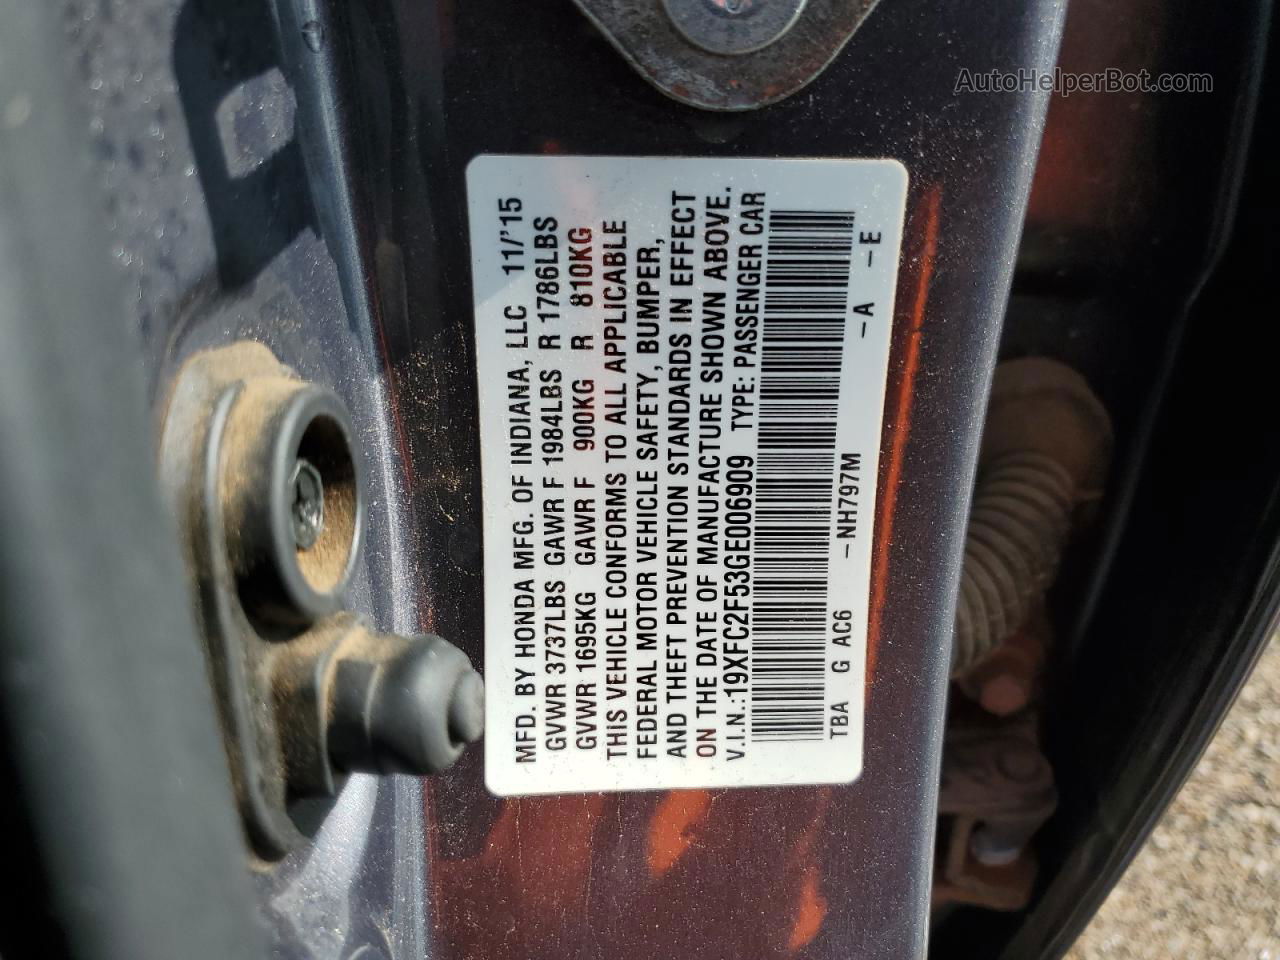 AutoHelperBot.com
MFD. BY HONDA MFG. OF INDIANA, LLC 11/'15
GVWR 3737LBS GAWR F 1984LBS R 1786LBS
GVWR 1695KG GAWR F 900KG R 810KG
THIS VEHICLE CONFORMS TO ALL APPLICABLE
FEDERAL MOTOR VEHICLE SAFETY, BUMPER,
AND THEFT PREVENTION STANDARDS IN EFFECT
ON THE DATE OF MANUFACTURE SHOWN ABOVE.
V.I.N.:19XFC2F53GE006909 TYPE: PASSENGER CAR
TBA G AC6 -NH797M -A -E